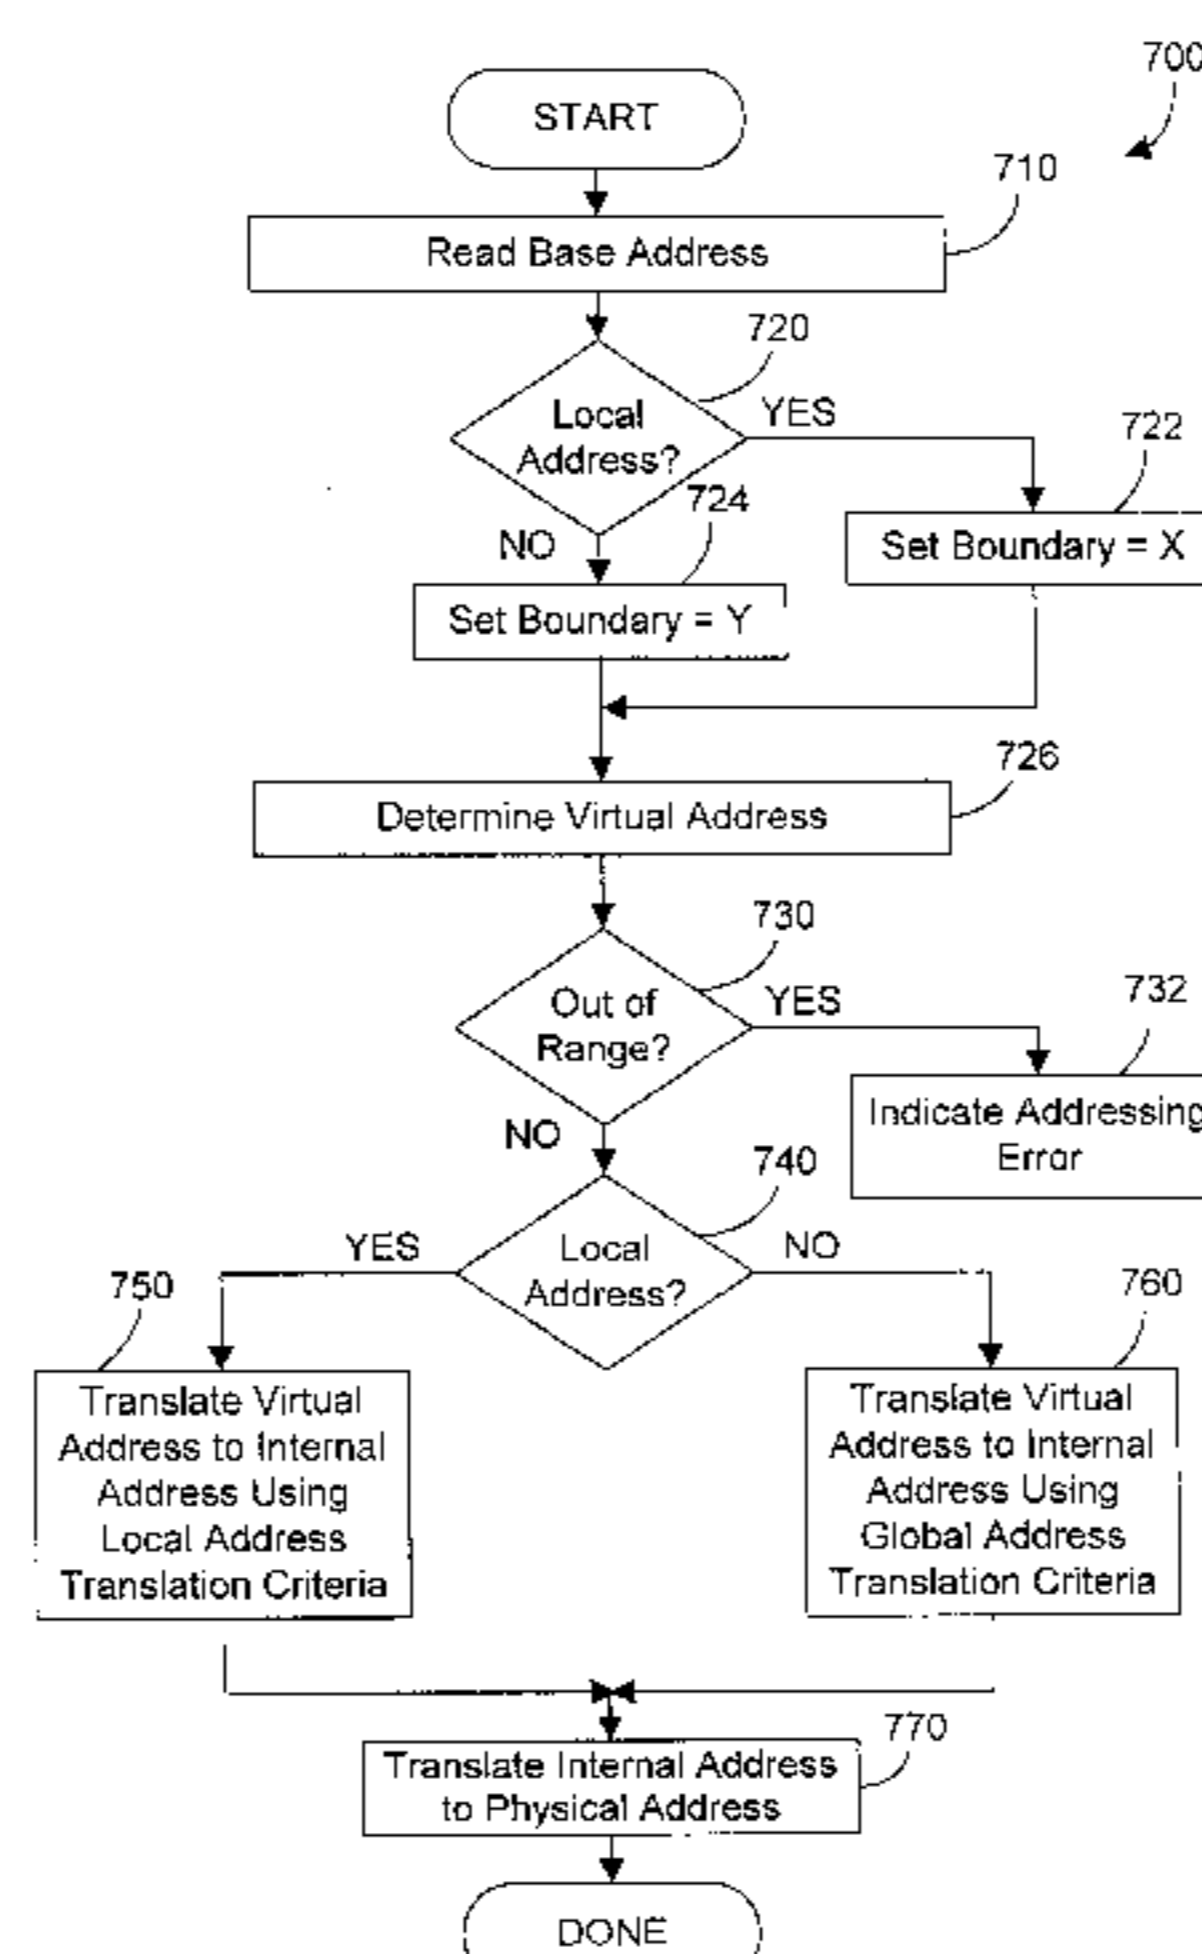 700
START
710
Read Base Address
720
Local
Address?
YES
722
Set Boundary = X
NO
724
Set Boundary = Y
726
Determine Virtual Address
730
Out of
Range?
YES
732
Indicate Addressing
Error
NO
740
Local
Address?
YES
NO
750
Translate Virtual
Address to Internal
Address Using
Local Address
Translation Criteria
760
Translate Virtual
Address to Internal
Address Using
Global Address
Translation Criteria
770
Translate Internal Address
to Physical Address
DONE